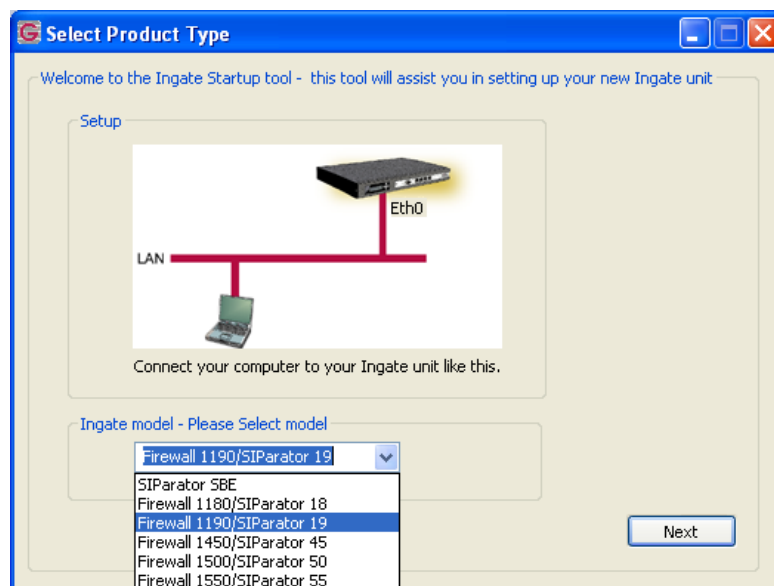 Select Product Type
Welcome to the Ingate Startup tool - this tool will assist you in setting up your new Ingate unit
Setup
Eth0
LAN
Connect your computer to your Ingate unit like this.
Ingate model - Please Select model
Firewall 1190/SIParator 19
SIParator SBE
Firewall 1180/SIParator 18
Firewall 1190/SIParator 19
Firewall 1450/SIParator 45
Firewall 1500/SIParator 50
Firewall 1550/SIParator 55
Next